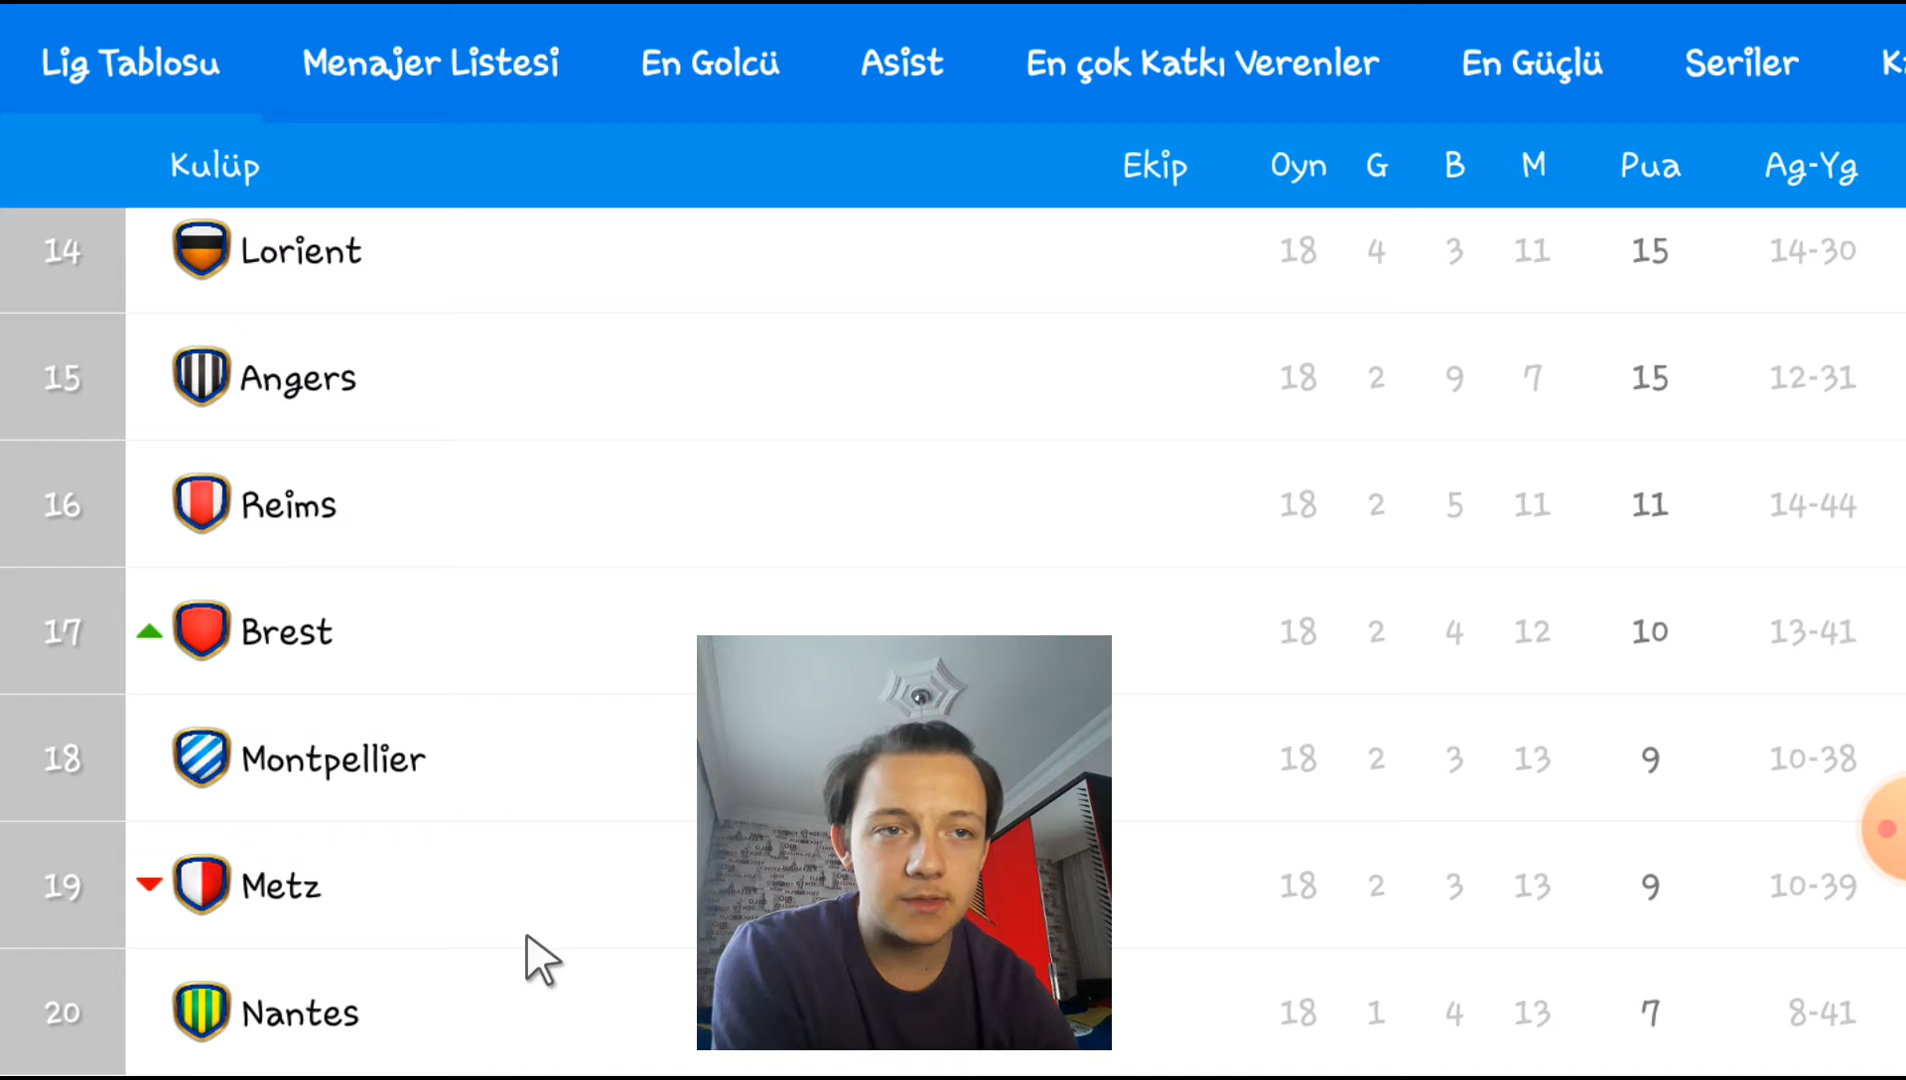 Lig Tablosu Menajer Listesi En Golcü Asist En çok Katkı Verenler En Güçlü Seriler
Kulüp Ekip Oyn G B M Pua Ag-Yg
14 Lorient 18 4 3 11 15 14-30
15 Angers 18 2 9 7 15 12-31
16 Reims 18 2 5 11 11 14-44
17 Brest 18 2 4 12 10 13-41
18 Montpellier 18 2 3 13 9 10-38
19 Metz 18 2 3 13 9 10-39
20 Nantes 18 1 4 13 7 8-41